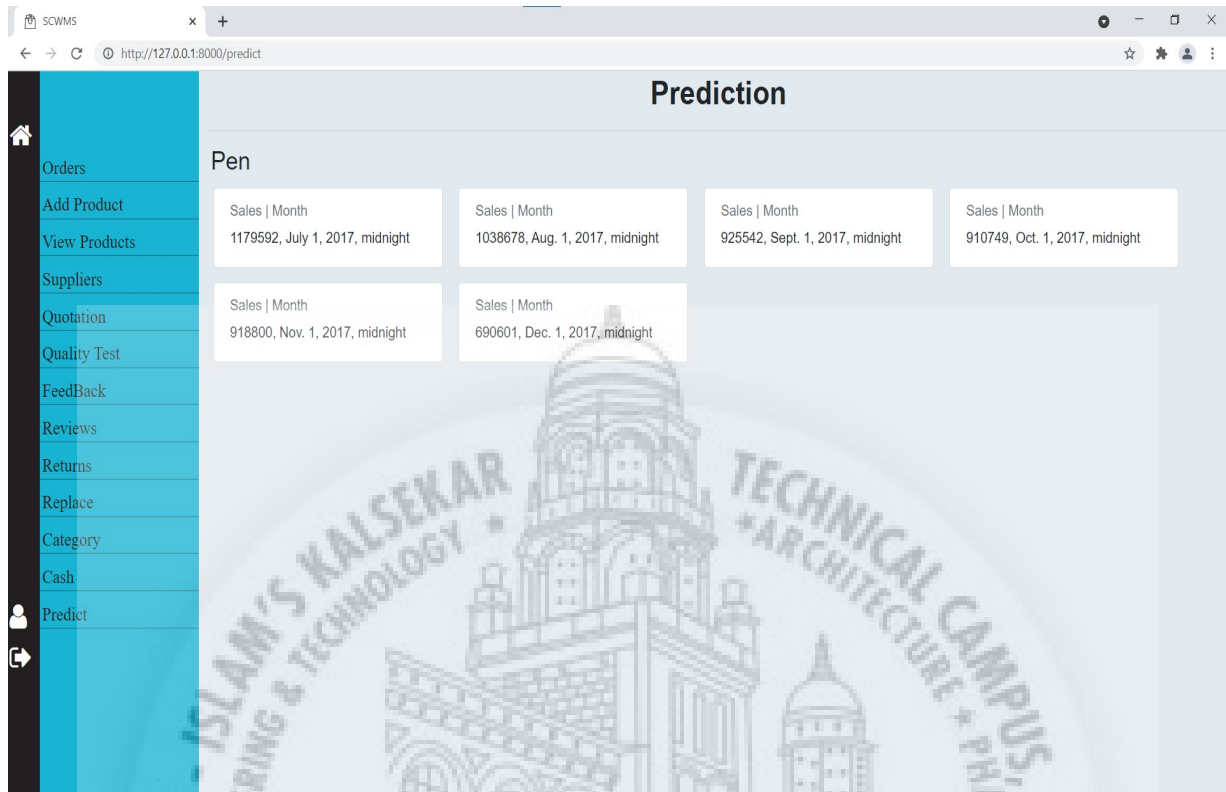 SCWMS
http://127.0.0.1:8000/predict
Prediction
Orders
Add Product
View Products
Suppliers
Quotation
Quality Test
FeedBack
Reviews
Returns
Replace
Category
Cash
Predict
Pen
Sales | Month
1179592, July 1, 2017, midnight
Sales | Month
1038678, Aug. 1, 2017, midnight
Sales | Month
925542, Sept. 1, 2017, midnight
Sales | Month
910749, Oct. 1, 2017, midnight
Sales | Month
918800, Nov. 1, 2017, midnight
Sales | Month
690601, Dec. 1, 2017, midnight
ISLAM'S KALSEKAR TECHNICAL CAMPUS
& TECHNOLOGY * ARCHITECTURE *